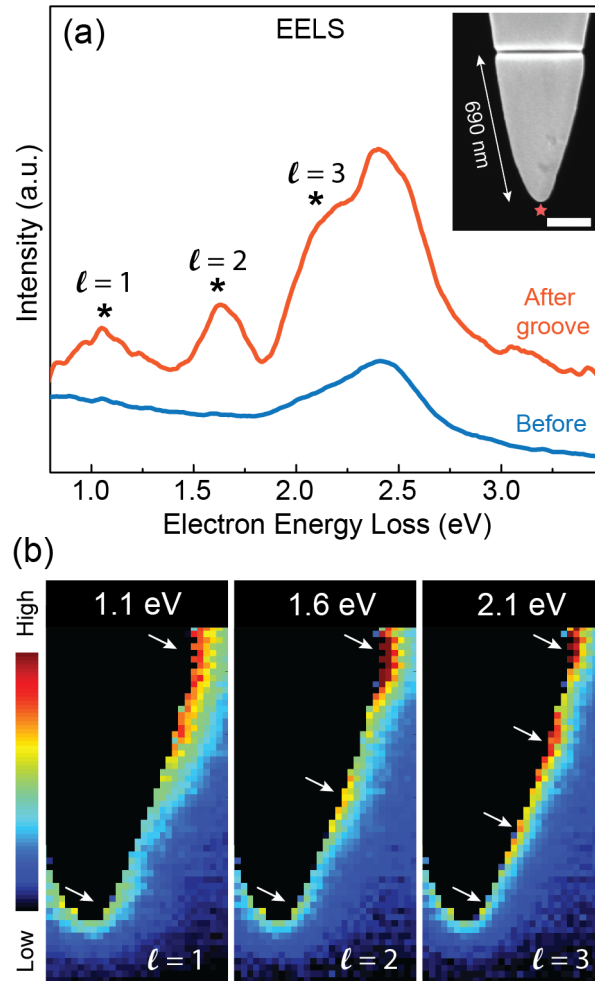 (a)
EELS
690 nm
ℓ = 3
*
ℓ = 2
*
ℓ = 1
*
Intensity (a.u.)
After
groove
Before
1.0 1.5 2.0 2.5 3.0
Electron Energy Loss (eV)
(b)
High
Low
1.1 eV 1.6 eV 2.1 eV
ℓ = 1 ℓ = 2 ℓ = 3